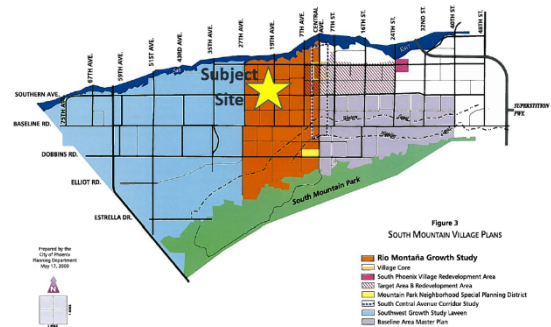 67TH AVE.
59TH AVE.
51ST AVE.
43RD AVE.
35TH AVE.
27TH AVE.
19TH AVE.
7TH AVE.
CENTRAL AVE.
7TH ST.
16TH ST.
24TH ST.
32ND ST.
40TH ST.
48TH ST.
Subject
Site
SOUTHERN AVE.
75TH AVE.
BASELINE RD.
SUPERSTITION
FWY.
DOBBINS RD.
ELLIOT RD.
ESTRELLA DR.
South Mountain Park
Figure 3
SOUTH MOUNTAIN VILLAGE PLANS
Prepared by the
City of Phoenix
Planning Department
N
Rio Montaña Growth Study
Village Core
South Phoenix Village Redevelopment Area
Target Area B Redevelopment Area
Mountain Park Neighborhood Special Planning District
South Central Avenue Corridor Study
Southwest Growth Study Laveen
Baseline Area Master Plan